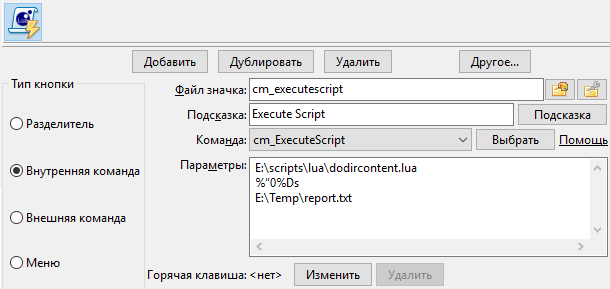 Lua
Добавить Дублировать Удалить Другое...
Тип кнопки
Разделитель
Внутренняя команда
Внешняя команда
Меню
Файл значка: cm_executescript
Подсказка: Execute Script Подсказка
Команда: cm_ExecuteScript Выбрать Помощь
Параметры: E:\scripts\lua\dodircontent.lua
%"0%Ds
E:\Temp\report.txt
Горячая клавиша: <нет> Изменить Удалить